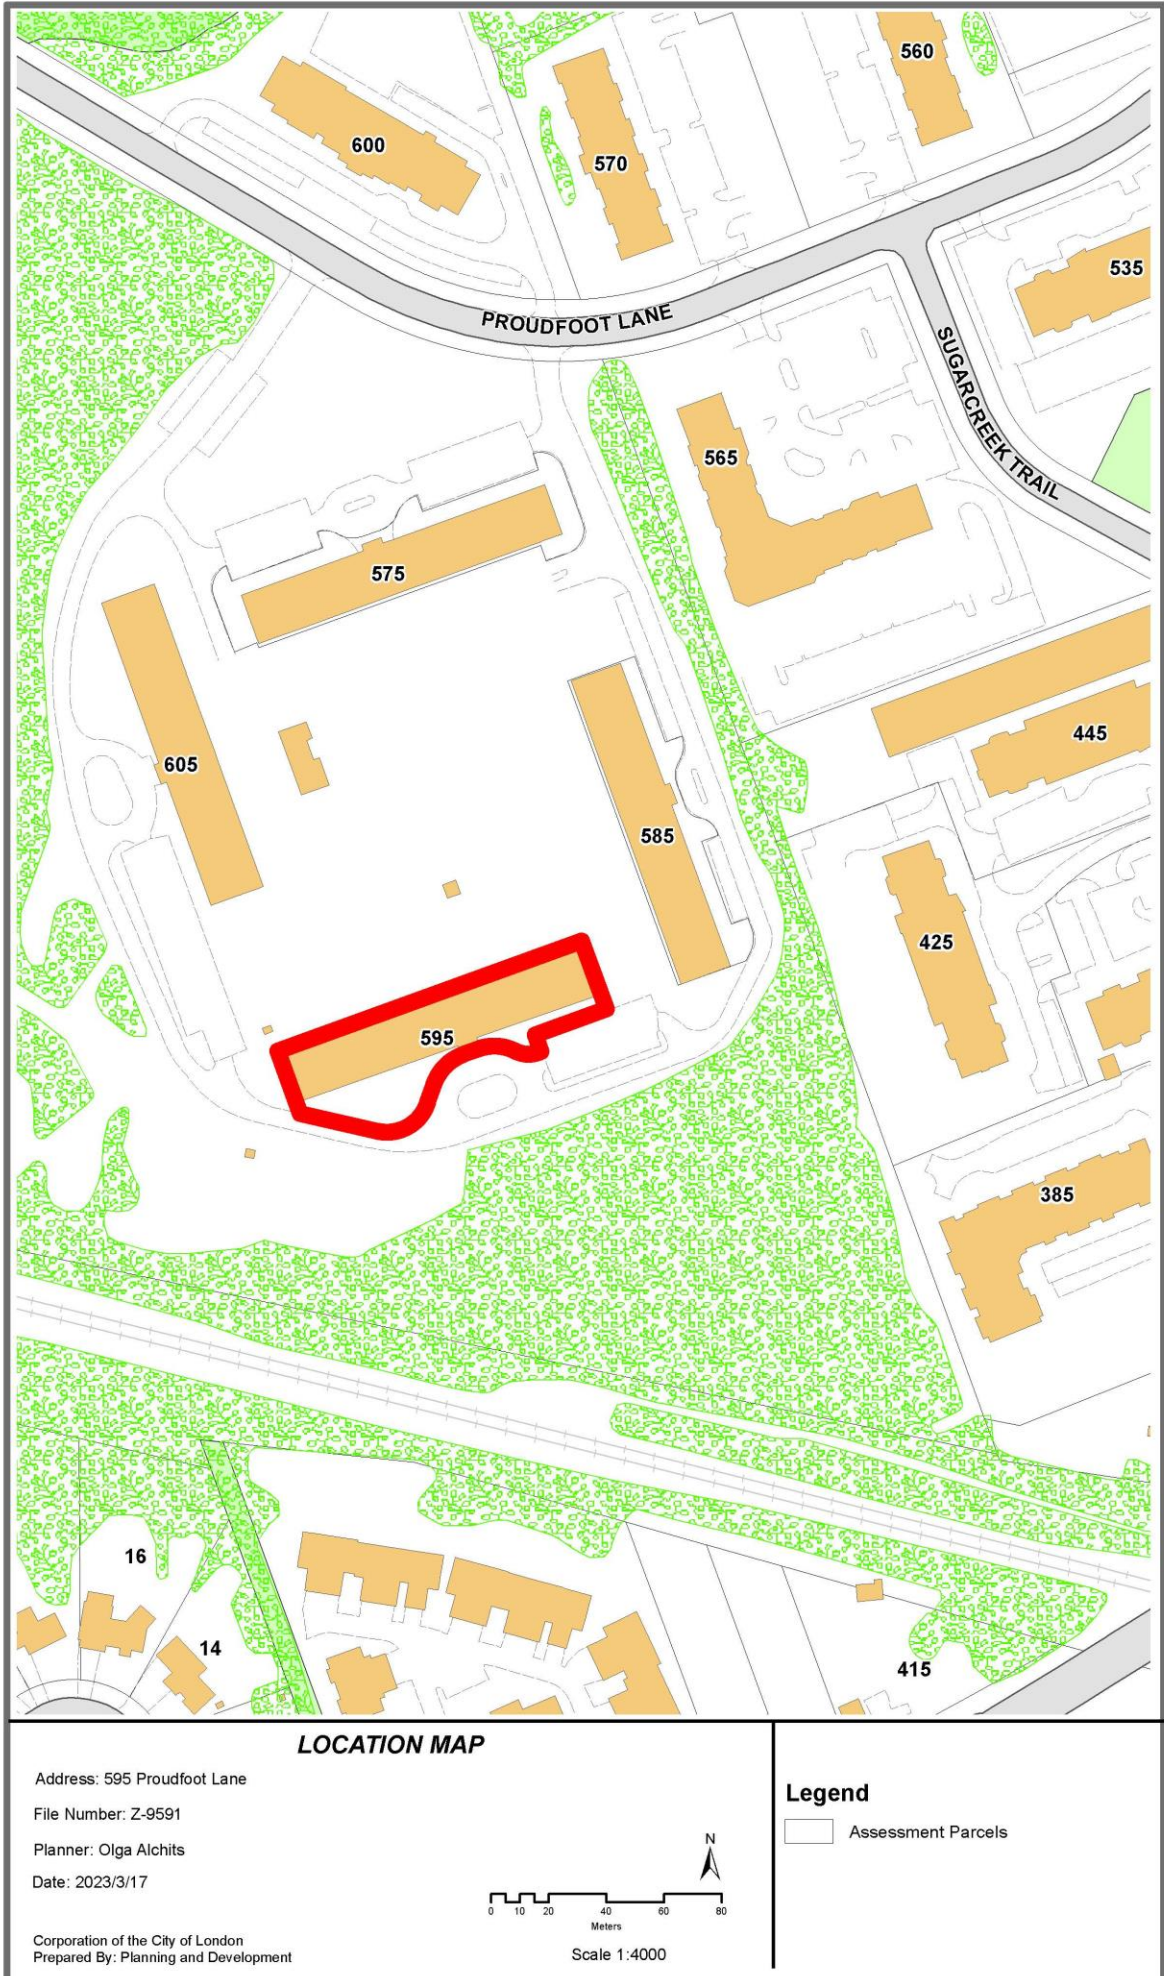 560
600
570
535
PROUDFOOT LANE
SUGARCREEK TRAIL
565
575
445
605
585
425
595
385
16
14
415
LOCATION MAP
Address: 595 Proudfoot Lane
File Number: Z-9591
Planner: Olga Alchits
Date: 2023/3/17
Corporation of the City of London
Prepared By: Planning and Development
N
0 10 20 40 60 80
Meters
Scale 1:4000
Legend
Assessment Parcels